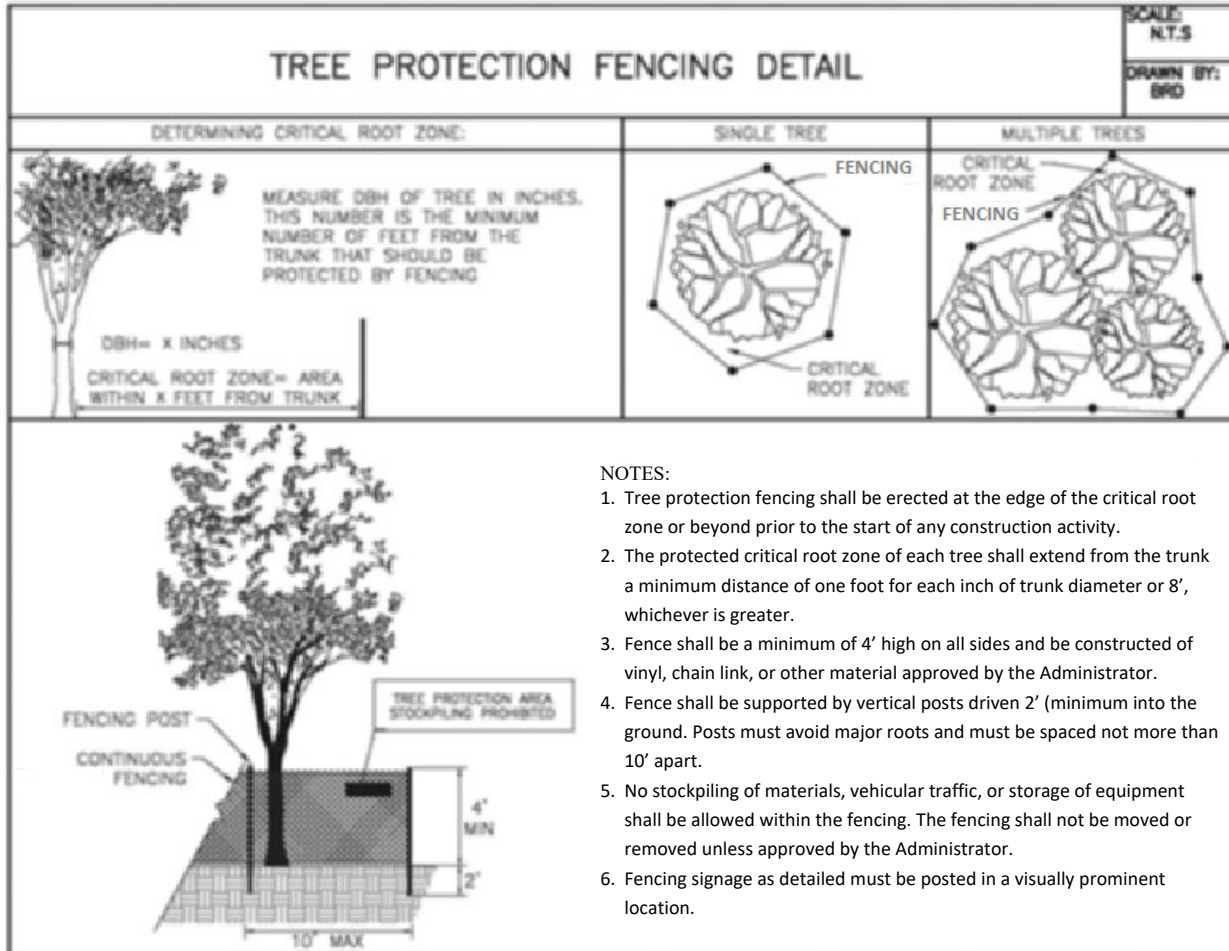 TREE PROTECTION FENCING DETAIL
SCALE:
N.T.S
DRAWN BY:
BRD
DETERMINING CRITICAL ROOT ZONE:
MEASURE DBH OF TREE IN INCHES.
THIS NUMBER IS THE MINIMUM
NUMBER OF FEET FROM THE
TRUNK THAT SHOULD BE
PROTECTED BY FENCING
DBH= X INCHES
CRITICAL ROOT ZONE= AREA
WITHIN X FEET FROM TRUNK
SINGLE TREE
FENCING
CRITICAL
ROOT ZONE
MULTIPLE TREES
CRITICAL
ROOT ZONE
FENCING
FENCING POST
CONTINUOUS
FENCING
TREE PROTECTION AREA
STOCKPILING PROHIBITED
4'
MIN
2'
10' MAX
NOTES:
1. Tree protection fencing shall be erected at the edge of the critical root
zone or beyond prior to the start of any construction activity.
2. The protected critical root zone of each tree shall extend from the trunk
a minimum distance of one foot for each inch of trunk diameter or 8’,
whichever is greater.
3. Fence shall be a minimum of 4’ high on all sides and be constructed of
vinyl, chain link, or other material approved by the Administrator.
4. Fence shall be supported by vertical posts driven 2’ (minimum into the
ground. Posts must avoid major roots and must be spaced not more than
10’ apart.
5. No stockpiling of materials, vehicular traffic, or storage of equipment
shall be allowed within the fencing. The fencing shall not be moved or
removed unless approved by the Administrator.
6. Fencing signage as detailed must be posted in a visually prominent
location.